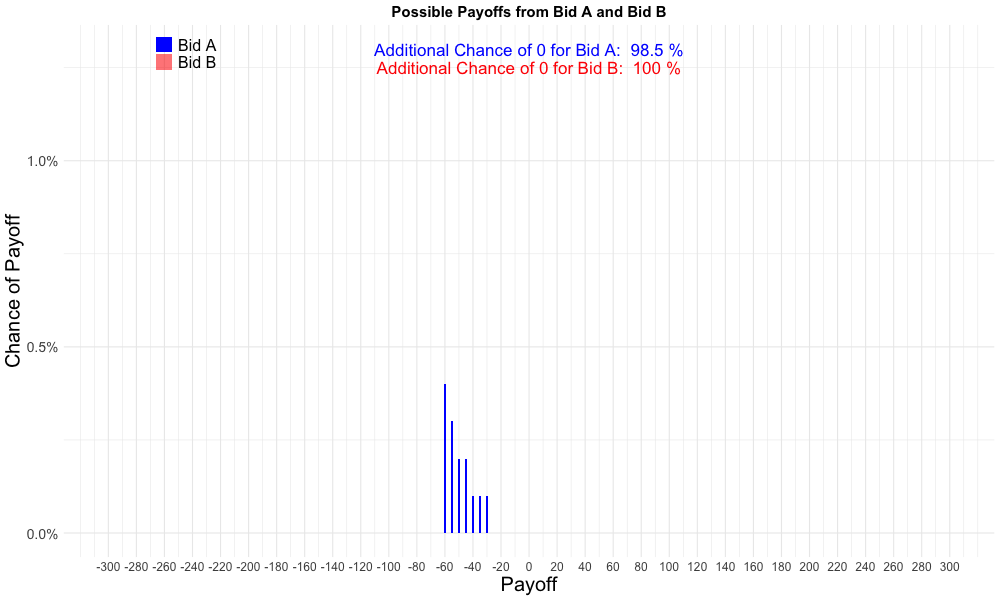 Possible Payoffs from Bid A and Bid B
Bid A
Bid B
Additional Chance of 0 for Bid A:  98.5 %
Additional Chance of 0 for Bid B:  100 %
Chance of Payoff
1.0%
0.5%
0.0%
-300 -280 -260 -240 -220 -200 -180 -160 -140 -120 -100 -80 -60 -40 -20 0 20 40 60 80 100 120 140 160 180 200 220 240 260 280 300
Payoff